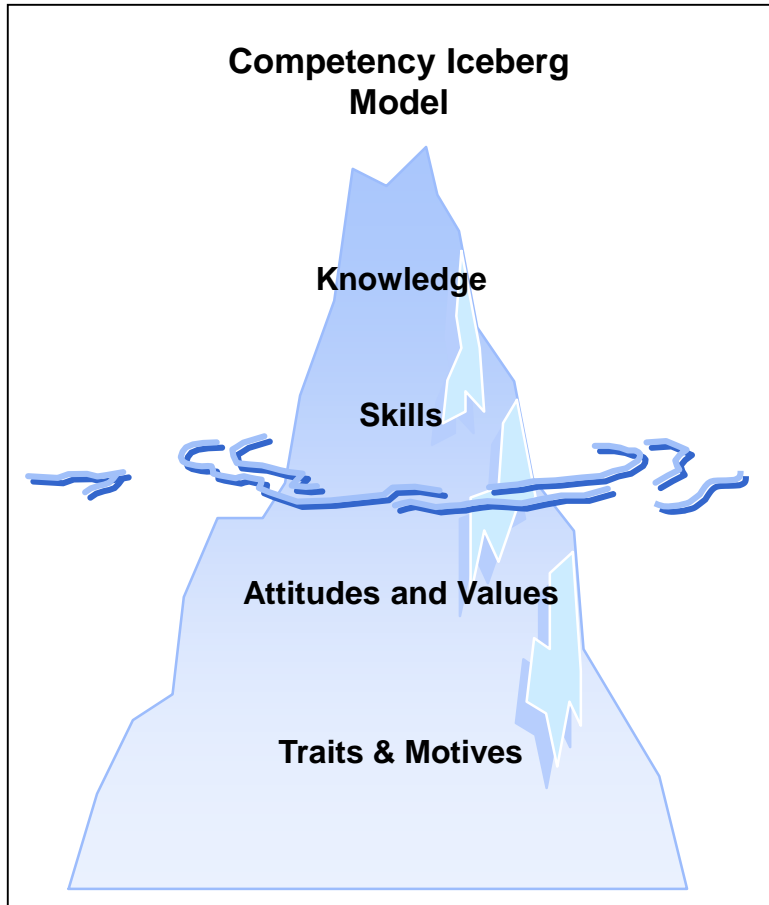 Competency Iceberg
Model
Knowledge
Skills
Attitudes and Values
Traits & Motives